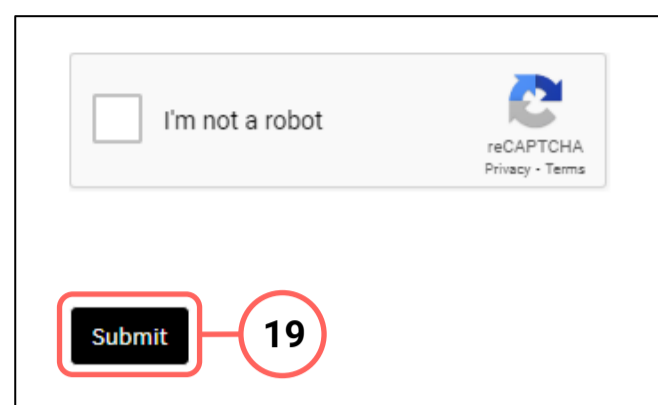 I'm not a robot
reCAPTCHA
Privacy - Terms
Submit
19